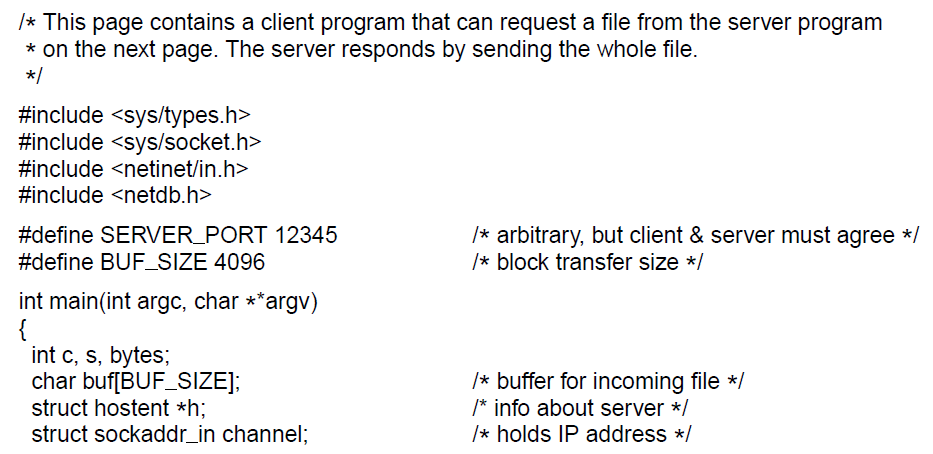 /* This page contains a client program that can request a file from the server program
* on the next page. The server responds by sending the whole file.
*/
#include <sys/types.h>
#include <sys/socket.h>
#include <netinet/in.h>
#include <netdb.h>
#define SERVER_PORT 12345 /* arbitrary, but client & server must agree */
#define BUF_SIZE 4096 /* block transfer size */
int main(int argc, char **argv)
{
int c, s, bytes;
char buf[BUF_SIZE]; /* buffer for incoming file */
struct hostent *h; /* info about server */
struct sockaddr_in channel; /* holds IP address */